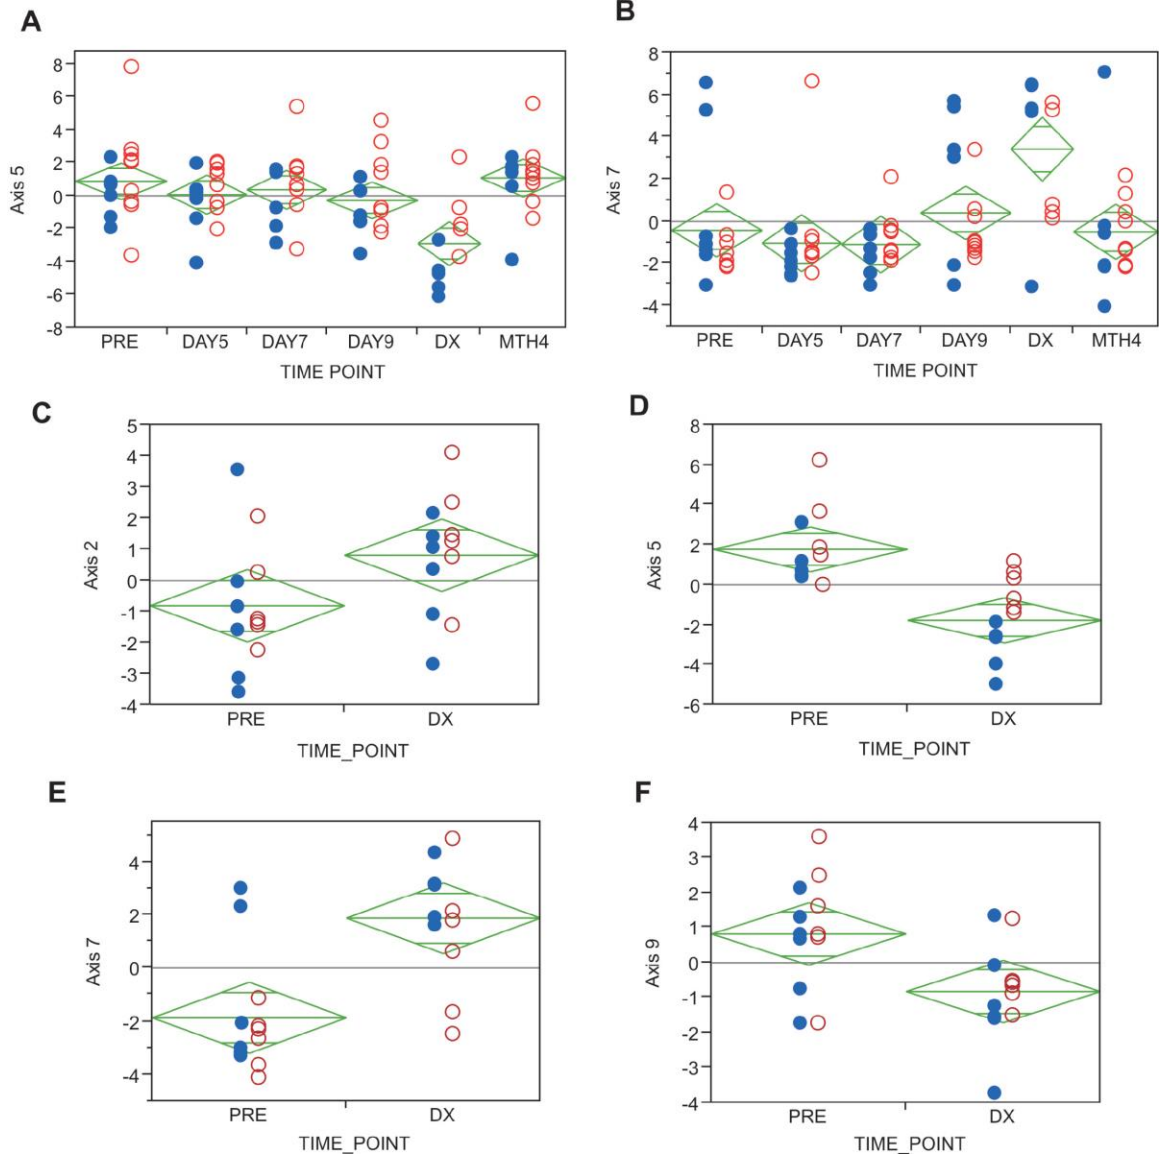 A
Axis 5
8
6
4
2
0
-2
-4
-6
-8
PRE DAY5 DAY7 DAY9 DX MTH4
TIME POINT
B
Axis 7
8
6
4
2
0
-2
-4
PRE DAY5 DAY7 DAY9 DX MTH4
TIME POINT
C
Axis 2
5
4
3
2
1
0
-1
-2
-3
-4
PRE DX
TIME_POINT
D
Axis 5
8
6
4
2
0
-2
-4
-6
PRE DX
TIME_POINT
E
Axis 7
4
2
0
-2
-4
PRE DX
TIME_POINT
F
Axis 9
4
3
2
1
0
-1
-2
-3
-4
PRE DX
TIME_POINT